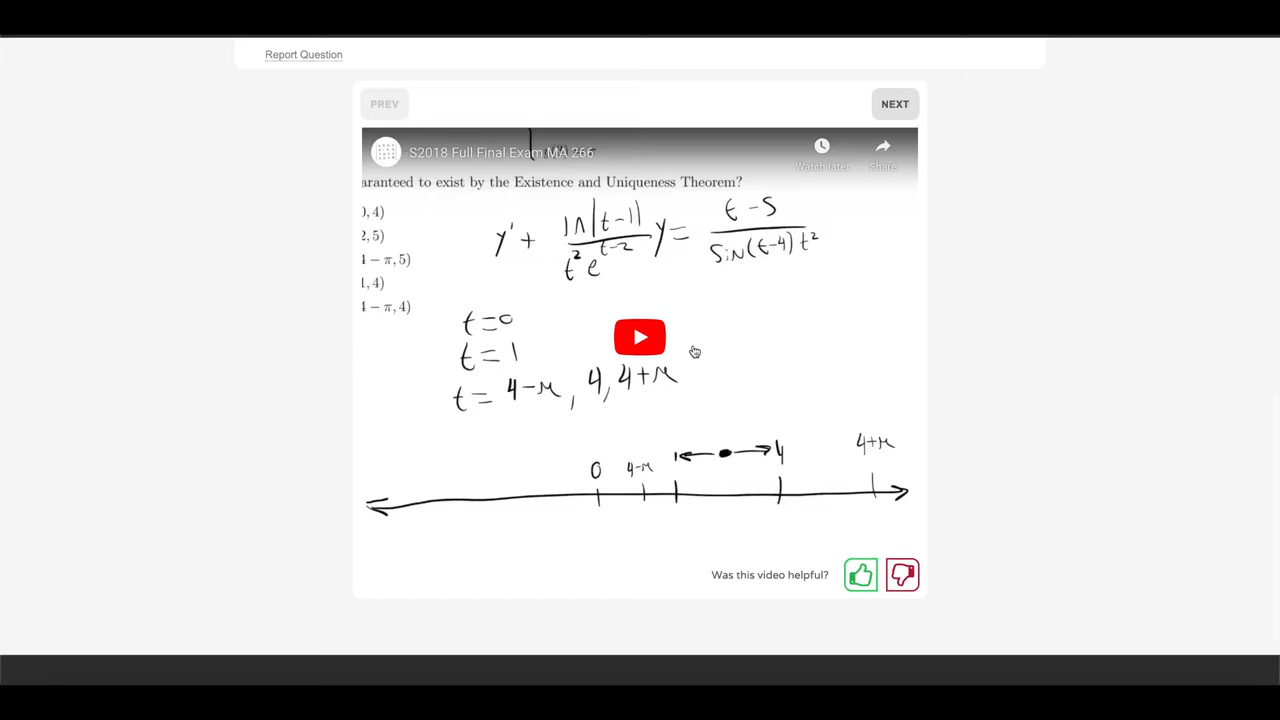 Report Question
PREV
NEXT
S2018 Full Final Exam MA 266
Watch later
Share
aranteed to exist by the Existence and Uniqueness Theorem?
), 4)
2, 5)
4 − π, 5)
1, 4)
4 − π, 4)
y' + ln|t-1| / t² e^(t-2) y = t-5 / sin(t-4) t²
t=0
t=1
t= 4-π, 4, 4+π
0 4-π 1 4 4+π
Was this video helpful?